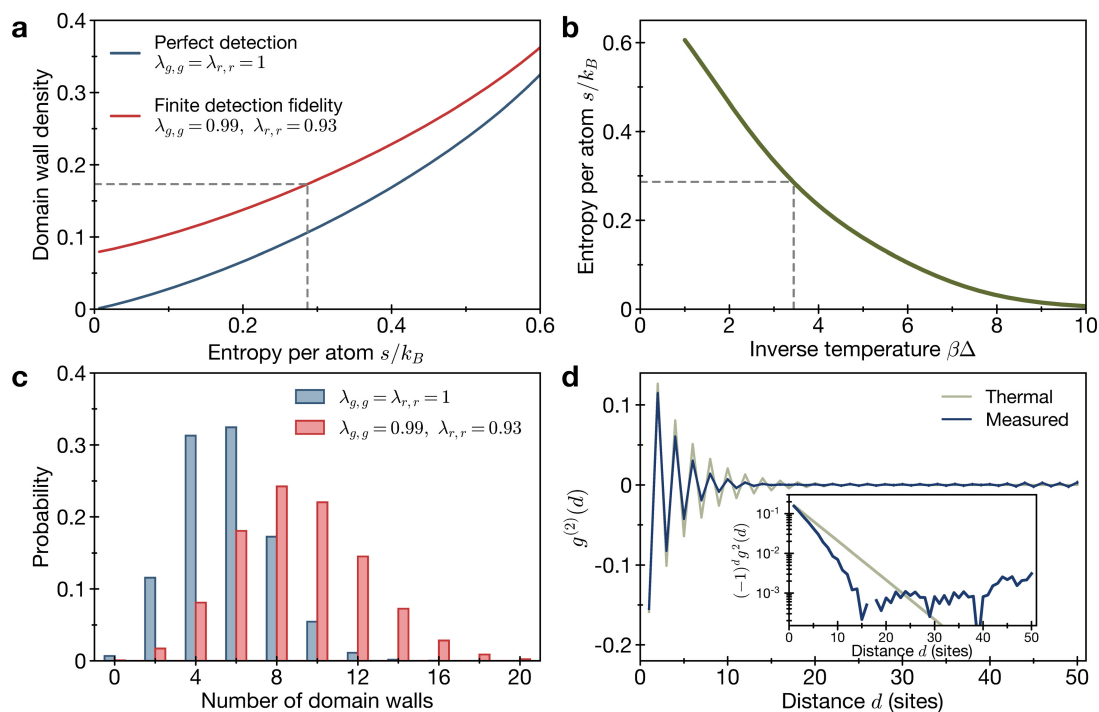 a
Domain wall density
0.4
0.3
0.2
0.1
0
Perfect detection
λg,g = λr,r = 1
Finite detection fidelity
λg,g = 0.99, λr,r = 0.93
0 0.2 0.4 0.6
Entropy per atom s/kB
b
Entropy per atom s/kB
0.6
0.4
0.2
0
0 2 4 6 8 10
Inverse temperature βΔ
c
Probability
0.4
0.3
0.2
0.1
0
λg,g = λr,r = 1
λg,g = 0.99, λr,r = 0.93
0 4 8 12 16 20
Number of domain walls
d
g(2)(d)
0.1
0
-0.1
-0.2
Thermal
Measured
(−1)d g2(d)
10-1
10-2
10-3
0 10 20 30 40 50
Distance d (sites)
0 10 20 30 40 50
Distance d (sites)